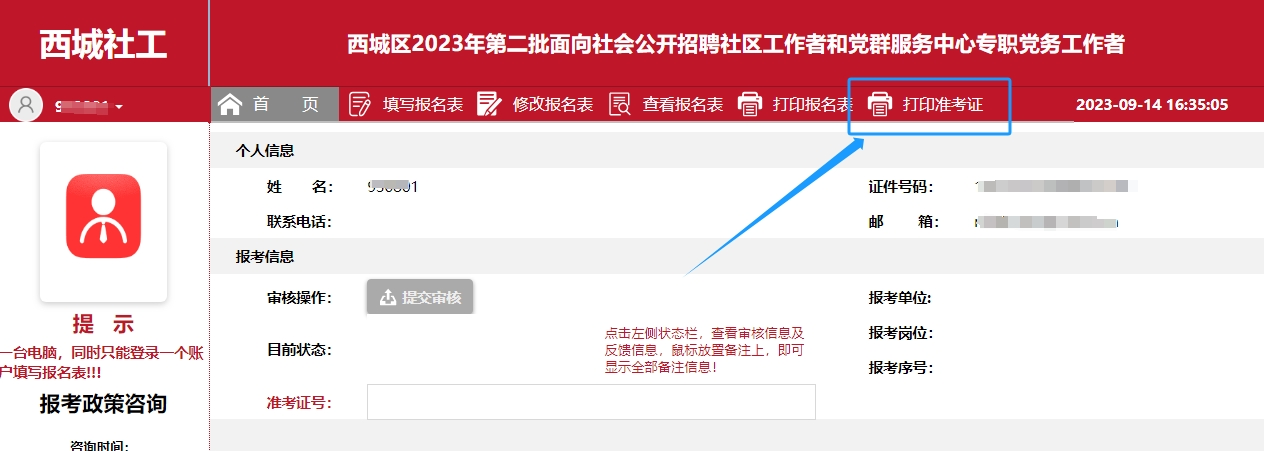 西城社工
西城区2023年第二批面向社会公开招聘社区工作者和党群服务中心专职党务工作者
首 页 填写报名表 修改报名表 查看报名表 打印报名表 打印准考证 2023-09-14 16:35:05
个人信息
姓 名: 证件号码:
联系电话: 邮 箱:
报考信息
审核操作: 提交审核 报考单位:
点击左侧状态栏，查看审核信息及
反馈信息，鼠标放置备注上，即可
显示全部备注信息!
目前状态: 报考岗位:
报考序号:
准考证号:
提 示
一台电脑，同时只能登录一个账
户填写报名表!!!
报考政策咨询
咨询时间: